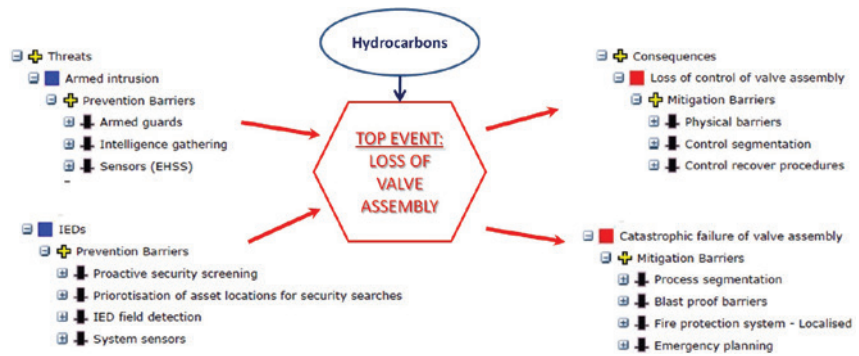 Hydrocarbons
Threats
Armed intrusion
Prevention Barriers
Armed guards
Intelligence gathering
Sensors (EHSS)
IEDs
Prevention Barriers
Proactive security screening
Priorotisation of asset locations for security searches
IED field detection
System sensors
TOP EVENT:
LOSS OF
VALVE
ASSEMBLY
Consequences
Loss of control of valve assembly
Mitigation Barriers
Physical barriers
Control segmentation
Control recover procedures
Catastrophic failure of valve assembly
Mitigation Barriers
Process segmentation
Blast proof barriers
Fire protection system - Localised
Emergency planning